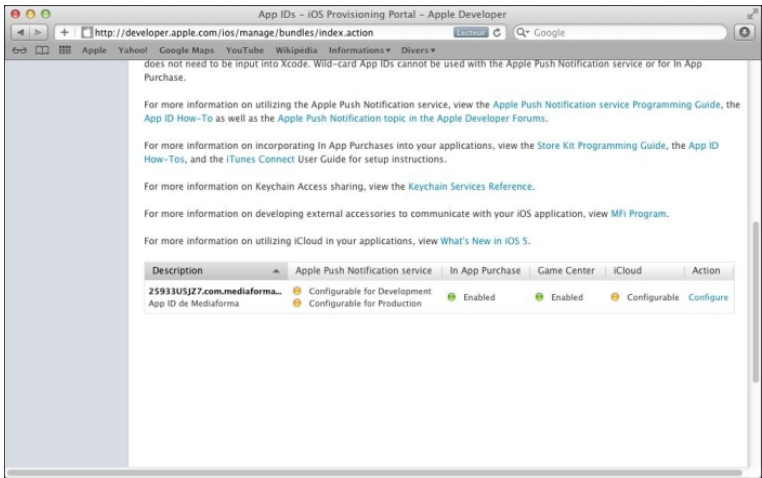 App IDs – iOS Provisioning Portal – Apple Developer
http://developer.apple.com/ios/manage/bundles/index.action Lecteur Google
Apple Yahoo! Google Maps YouTube Wikipédia Informations Divers
does not need to be input into Xcode. Wild-card App IDs cannot be used with the Apple Push Notification service or for In App
Purchase.
For more information on utilizing the Apple Push Notification service, view the Apple Push Notification service Programming Guide, the
App ID How-To as well as the Apple Push Notification topic in the Apple Developer Forums.
For more information on incorporating In App Purchases into your applications, view the Store Kit Programming Guide, the App ID
How-Tos, and the iTunes Connect User Guide for setup instructions.
For more information on Keychain Access sharing, view the Keychain Services Reference.
For more information on developing external accessories to communicate with your iOS application, view MFi Program.
For more information on utilizing iCloud in your applications, view What's New in iOS 5.
Description Apple Push Notification service In App Purchase Game Center iCloud Action
25933U5JZ7.com.mediaforma... Configurable for Development
Enabled Enabled Configurable Configure
App ID de Mediaforma Configurable for Production